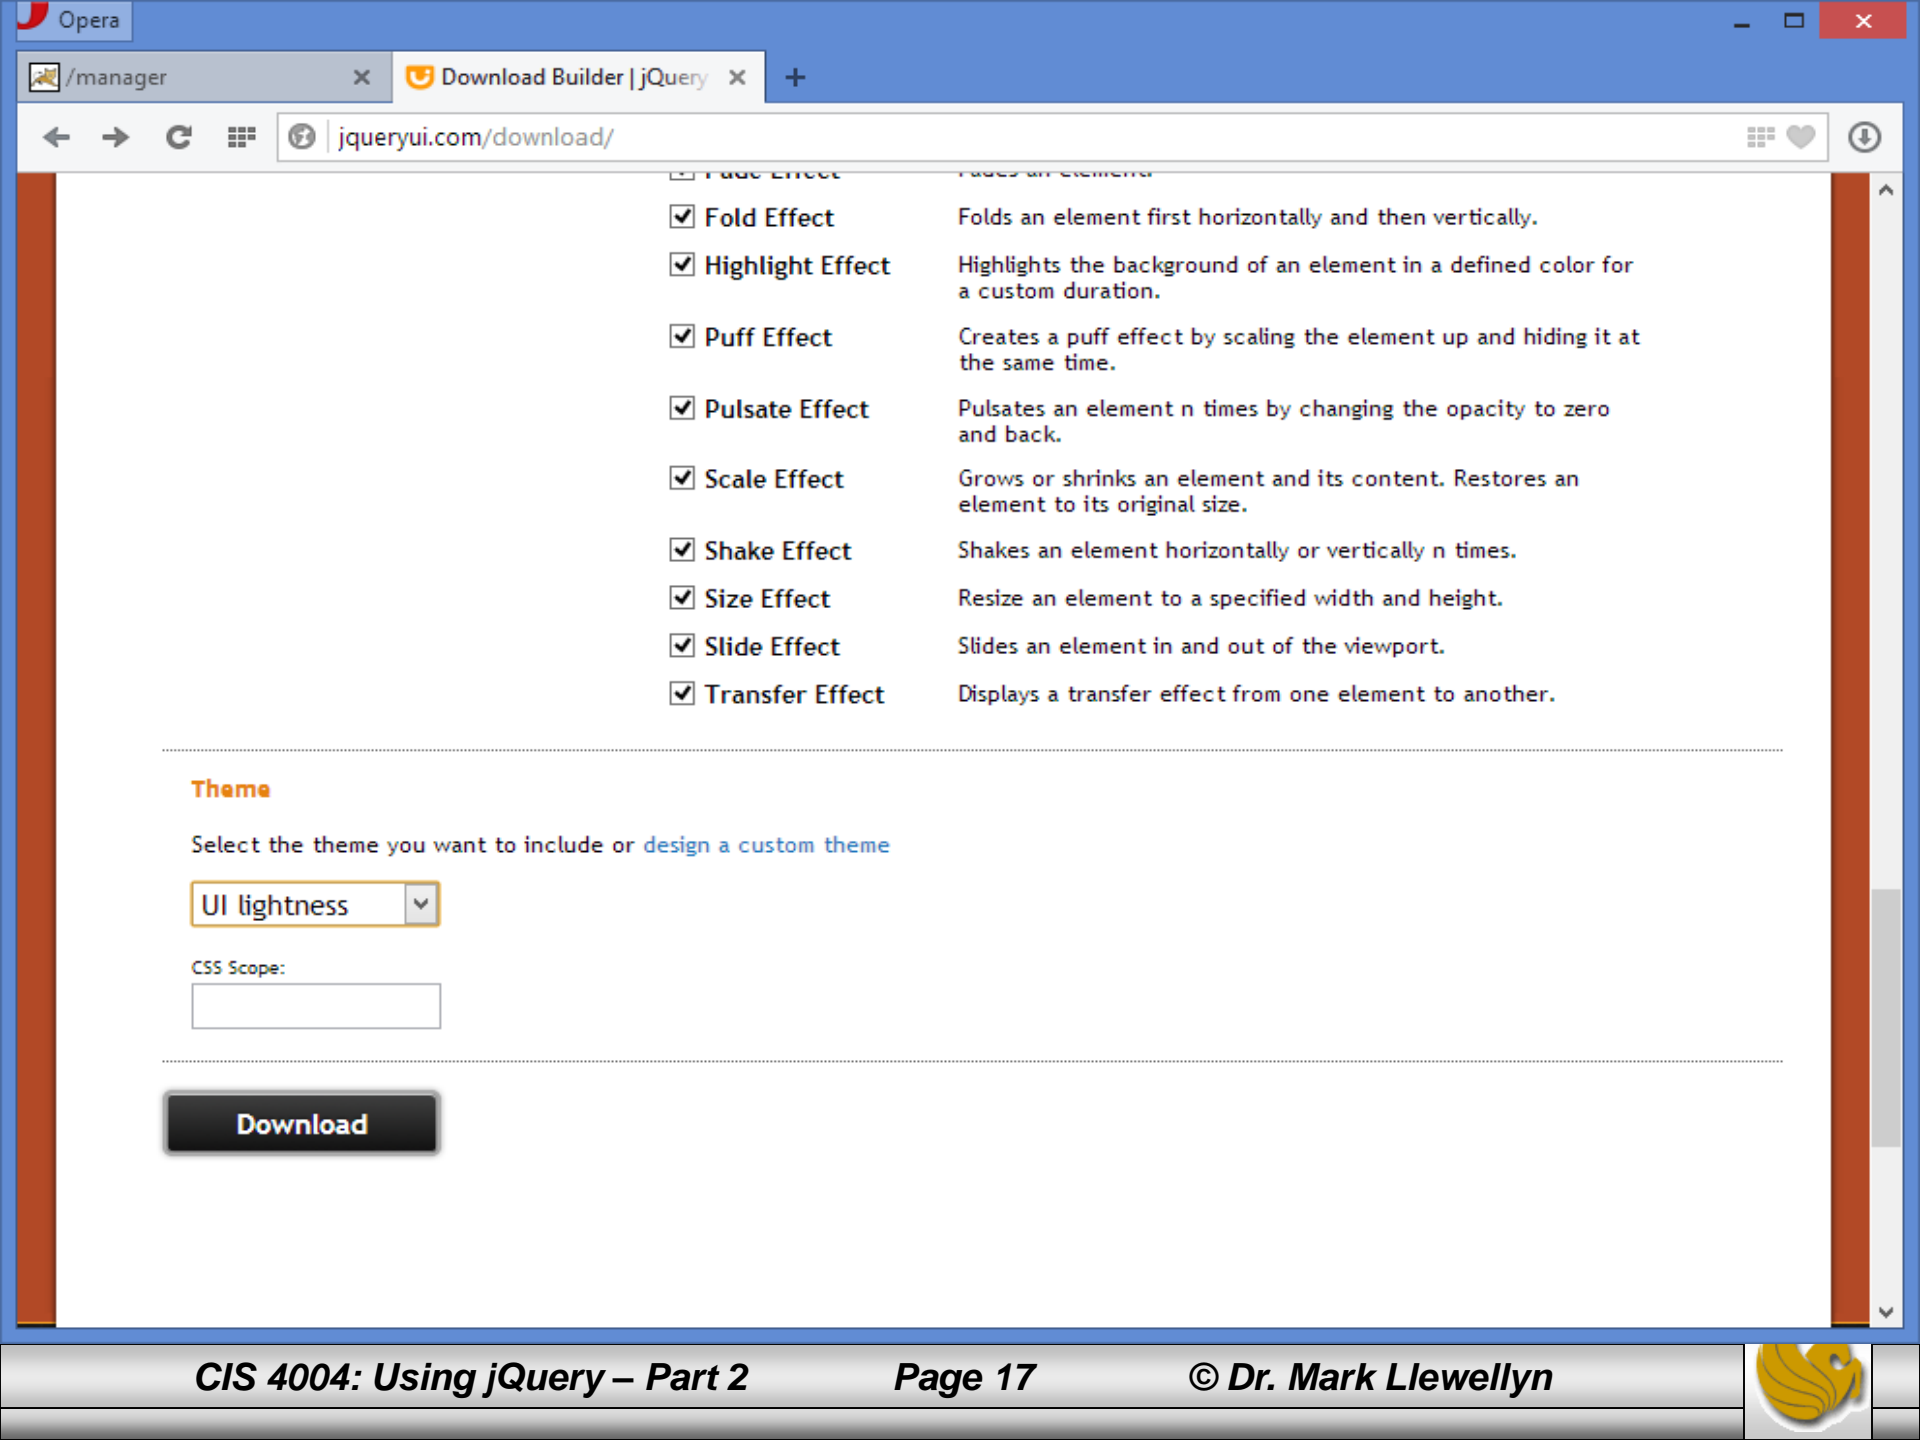 Opera
/manager
Download Builder | jQuery
jqueryui.com/download/
Fade Effect Fades an element.
Fold Effect Folds an element first horizontally and then vertically.
Highlight Effect Highlights the background of an element in a defined color for
a custom duration.
Puff Effect Creates a puff effect by scaling the element up and hiding it at
the same time.
Pulsate Effect Pulsates an element n times by changing the opacity to zero
and back.
Scale Effect Grows or shrinks an element and its content. Restores an
element to its original size.
Shake Effect Shakes an element horizontally or vertically n times.
Size Effect Resize an element to a specified width and height.
Slide Effect Slides an element in and out of the viewport.
Transfer Effect Displays a transfer effect from one element to another.
Theme
Select the theme you want to include or design a custom theme
UI lightness
CSS Scope:
Download
CIS 4004: Using jQuery – Part 2 Page 17 © Dr. Mark Llewellyn